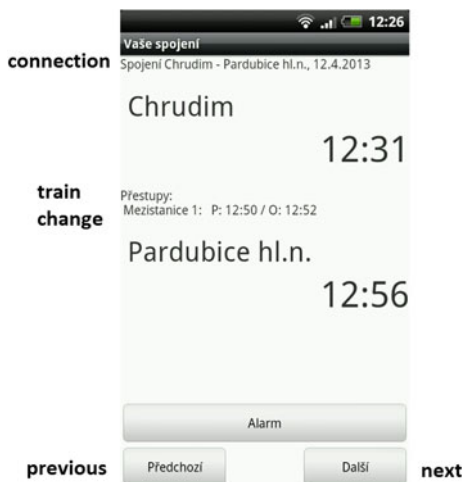 12:26
Vaše spojení
connection
Spojení Chrudim - Pardubice hl.n., 12.4.2013
Chrudim
12:31
train
change
Přestupy:
Mezistanice 1: P: 12:50 / O: 12:52
Pardubice hl.n.
12:56
Alarm
previous
Předchozí
Další
next